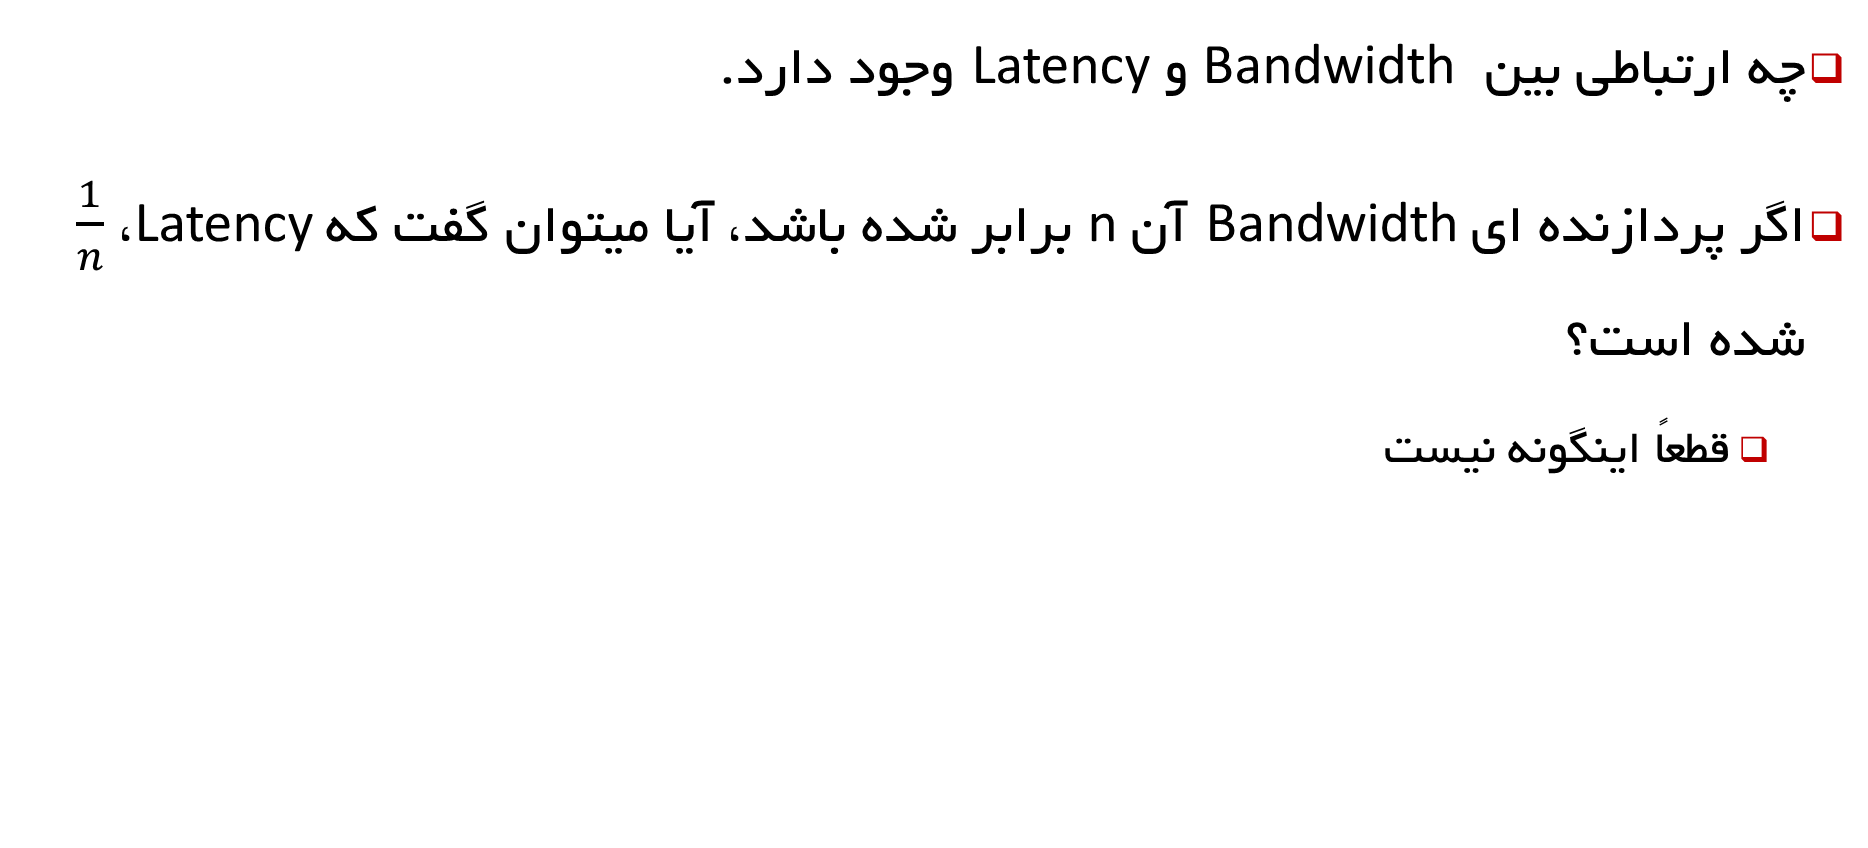 ❑چه ارتباطی بین Bandwidth و Latency وجود دارد.
❑اگر پردازنده ای Bandwidth آن n برابر شده باشد، آیا میتوان گفت که Latency، 1/n
شده است؟
❑ قطعاً اینگونه نیست